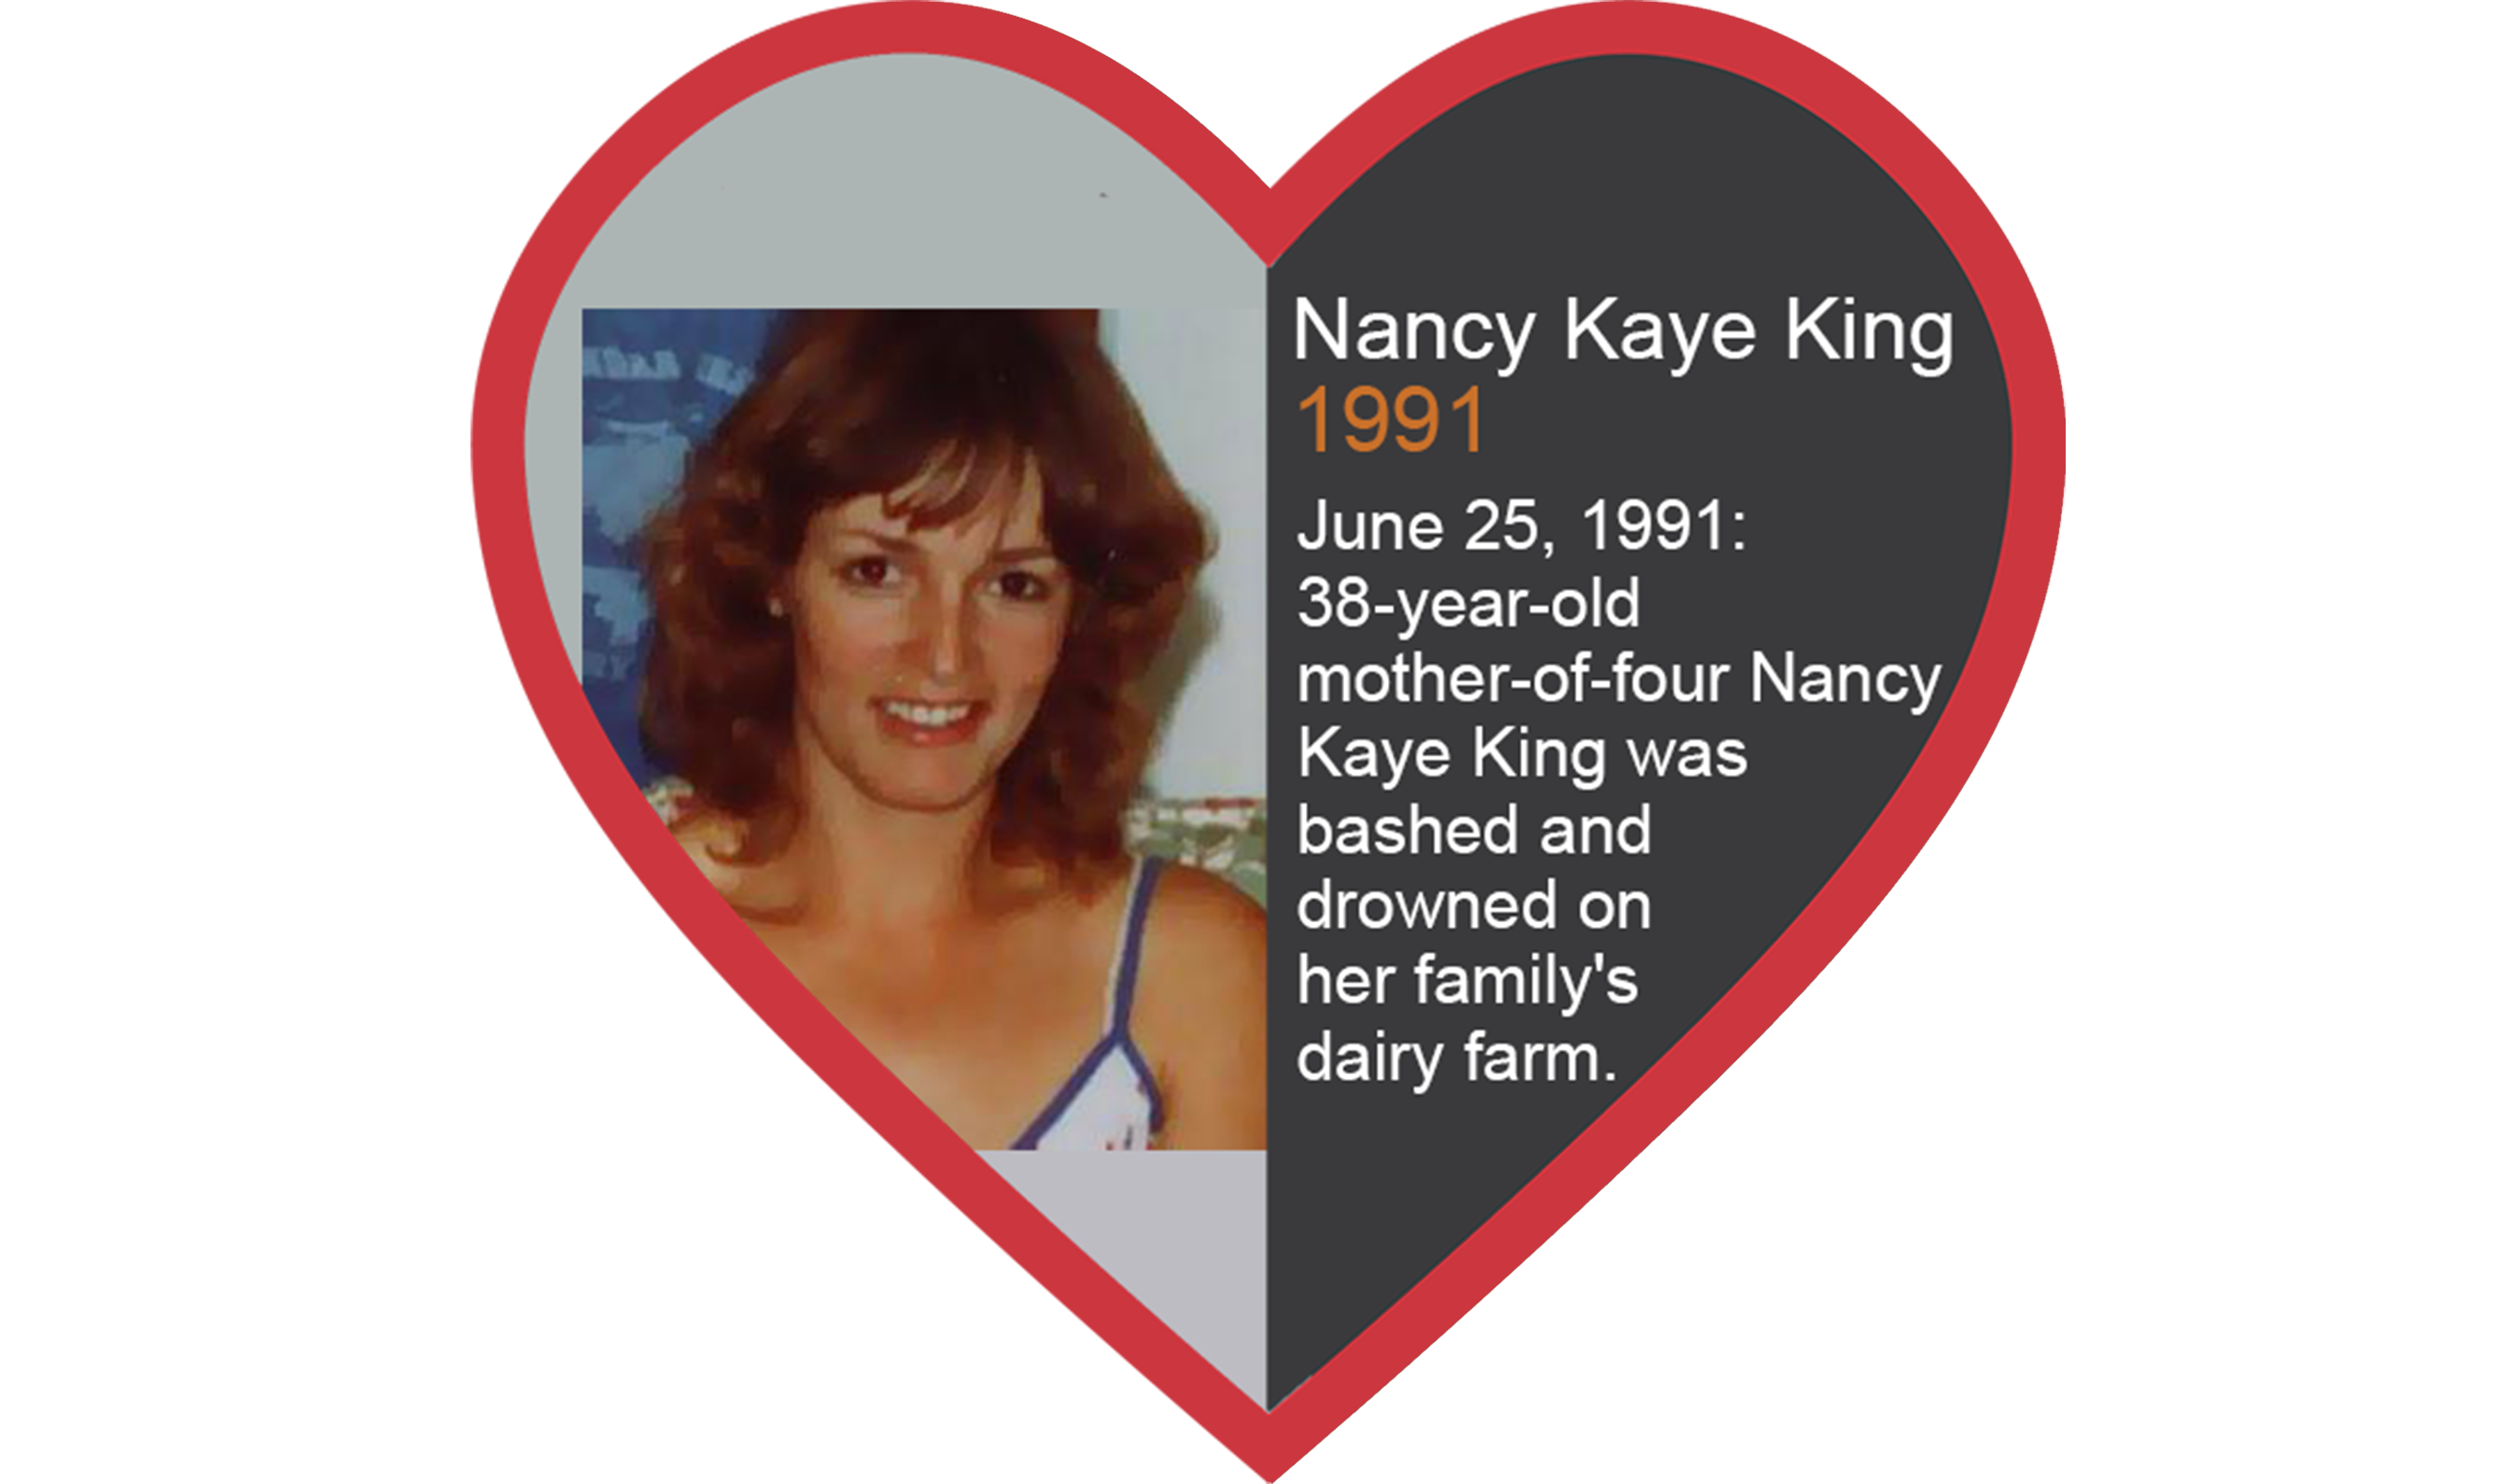 Nancy Kaye King
1991
June 25, 1991:
38-year-old
mother-of-four Nancy
Kaye King was
bashed and
drowned on
her family's
dairy farm.